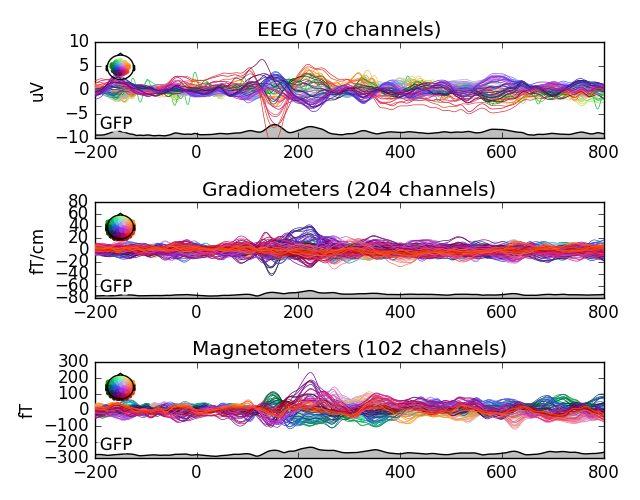 EEG (70 channels)
10
5
0
−5
−10
uV
GFP
−200 0 200 400 600 800
Gradiometers (204 channels)
80
60
40
20
0
−20
−40
−60
−80
fT/cm
GFP
−200 0 200 400 600 800
Magnetometers (102 channels)
300
200
100
0
−100
−200
−300
fT
GFP
−200 0 200 400 600 800